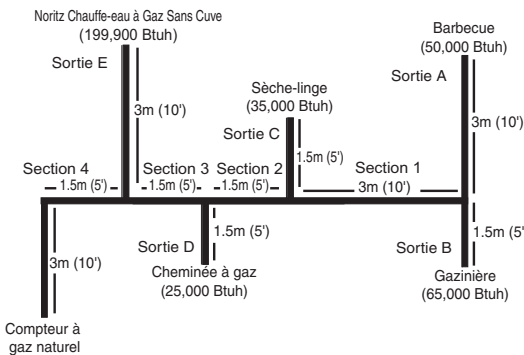 Noritz Chauffe-eau à Gaz Sans Cuve
(199,900 Btuh)
Sortie E
3m (10')
Barbecue
(50,000 Btuh)
Sortie A
3m (10')
Sèche-linge
(35,000 Btuh)
Sortie C
1.5m (5')
Section 4
1.5m (5')
Section 3
1.5m (5')
Section 2
1.5m (5')
Section 1
3m (10')
3m (10')
Compteur à
gaz naturel
Sortie D
1.5m (5')
Cheminée à gaz
(25,000 Btuh)
Sortie B
1.5m (5'
Gazinière
(65,000 Btuh)